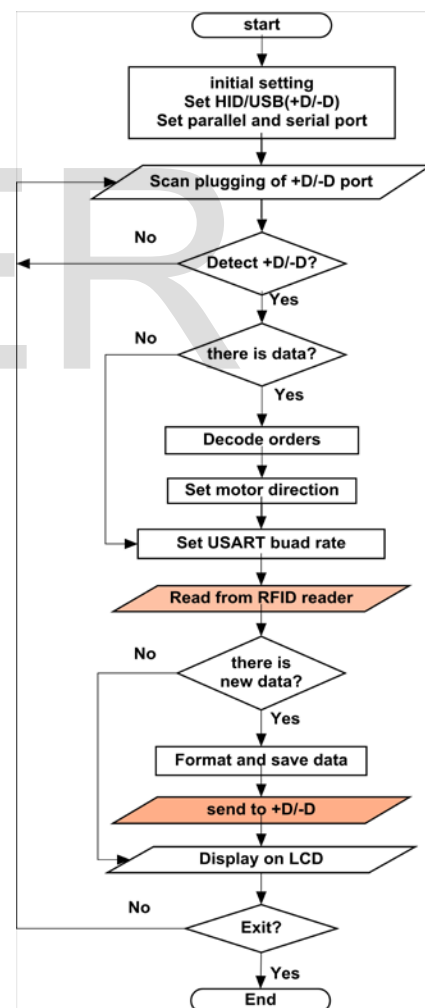 start
initial setting
Set HID/USB(+D/-D)
Set parallel and serial port
Scan plugging of +D/-D port
No
Detect +D/-D?
Yes
No
there is data?
Yes
Decode orders
Set motor direction
Set USART buad rate
Read from RFID reader
No
there is
new data?
Yes
Format and save data
send to +D/-D
Display on LCD
No
Exit?
Yes
End
ER